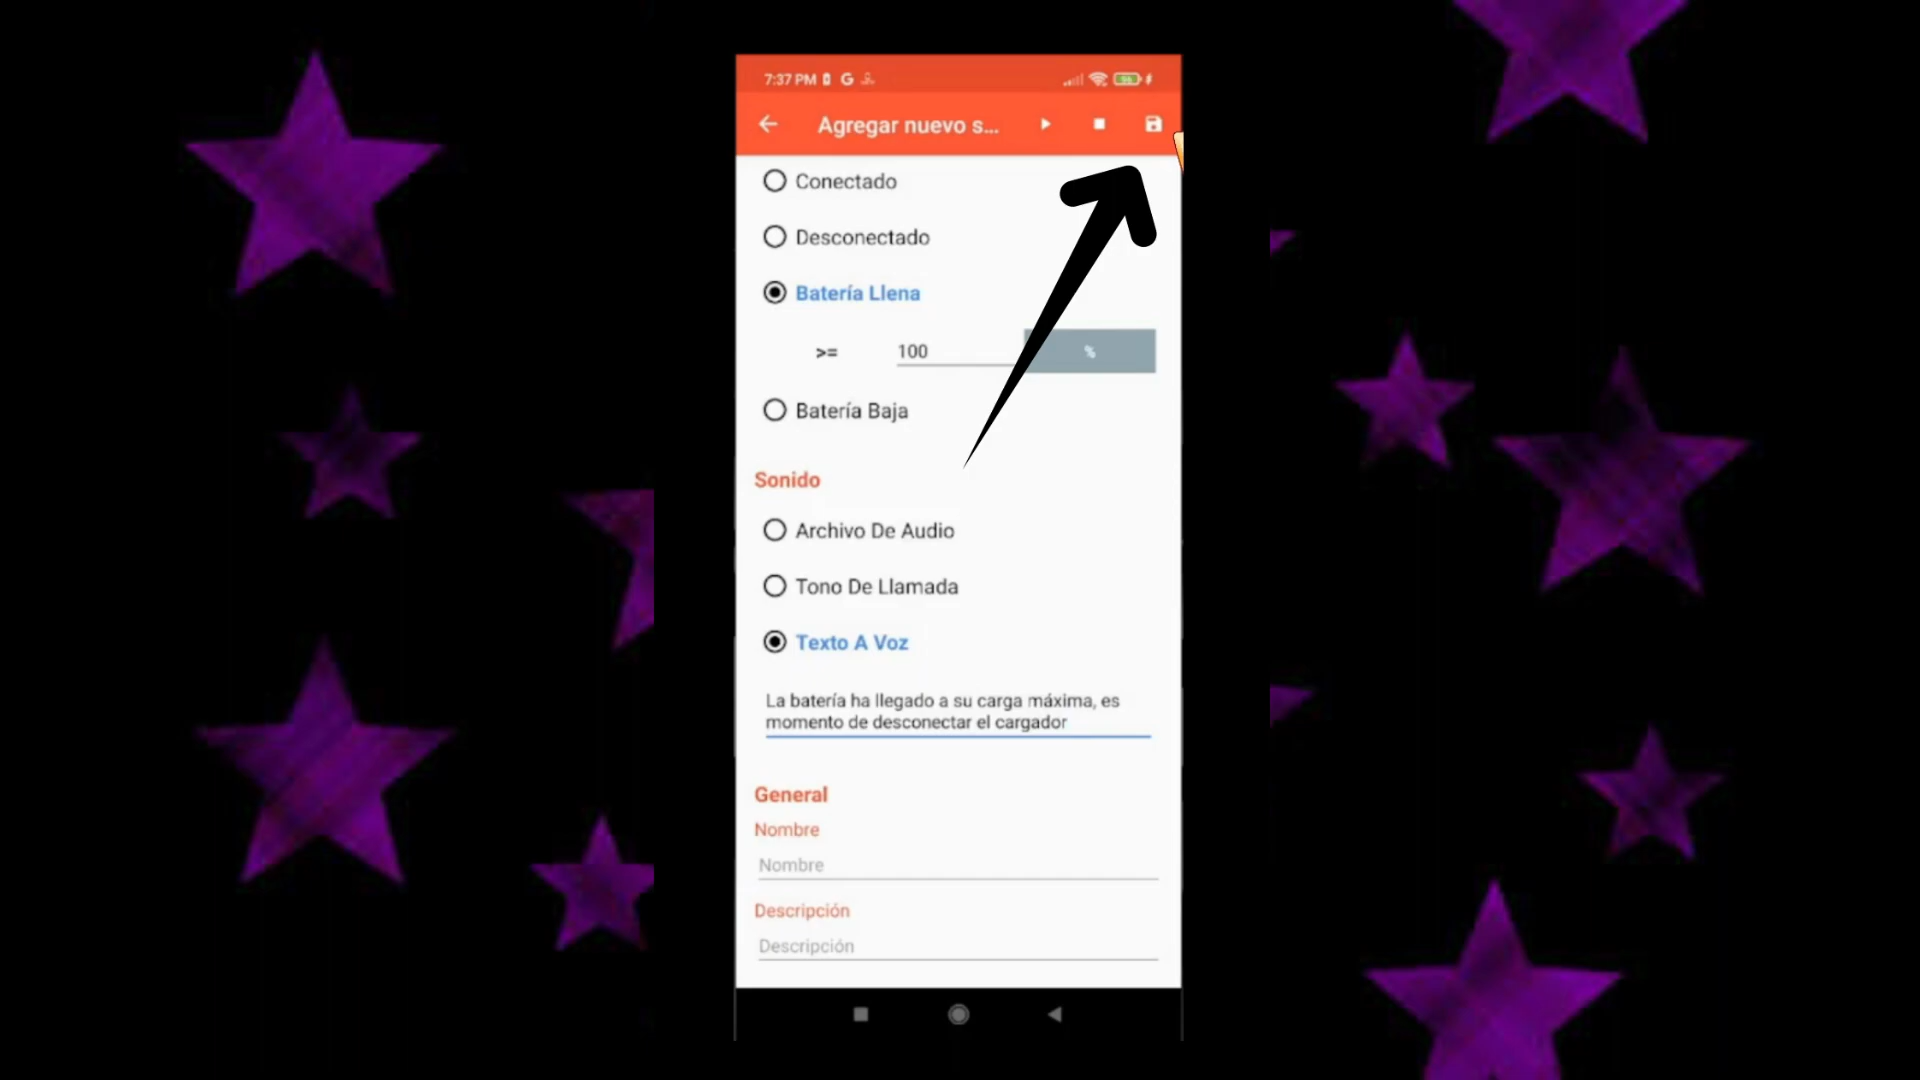 7:37 PM
Agregar nuevo s...
Conectado
Desconectado
Batería Llena
>= 100 %
Batería Baja
Sonido
Archivo De Audio
Tono De Llamada
Texto A Voz
La batería ha llegado a su carga máxima, es
momento de desconectar el cargador
General
Nombre
Nombre
Descripción
Descripción